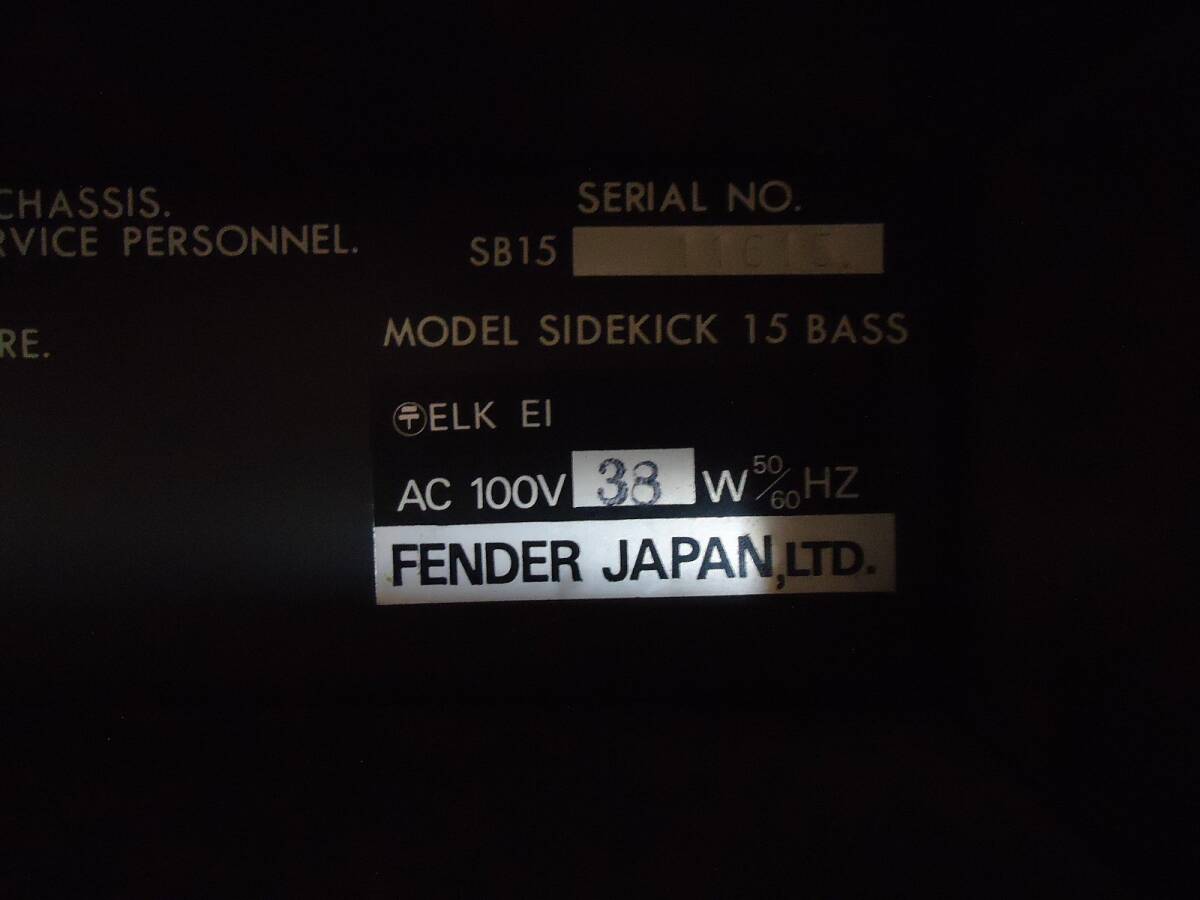 CHASSIS.
RVICE PERSONNEL.
RE.
SERIAL NO.
SB15
MODEL SIDEKICK 15 BASS
〶ELK EI
AC 100V 38 W 50/60 HZ
FENDER JAPAN, LTD.